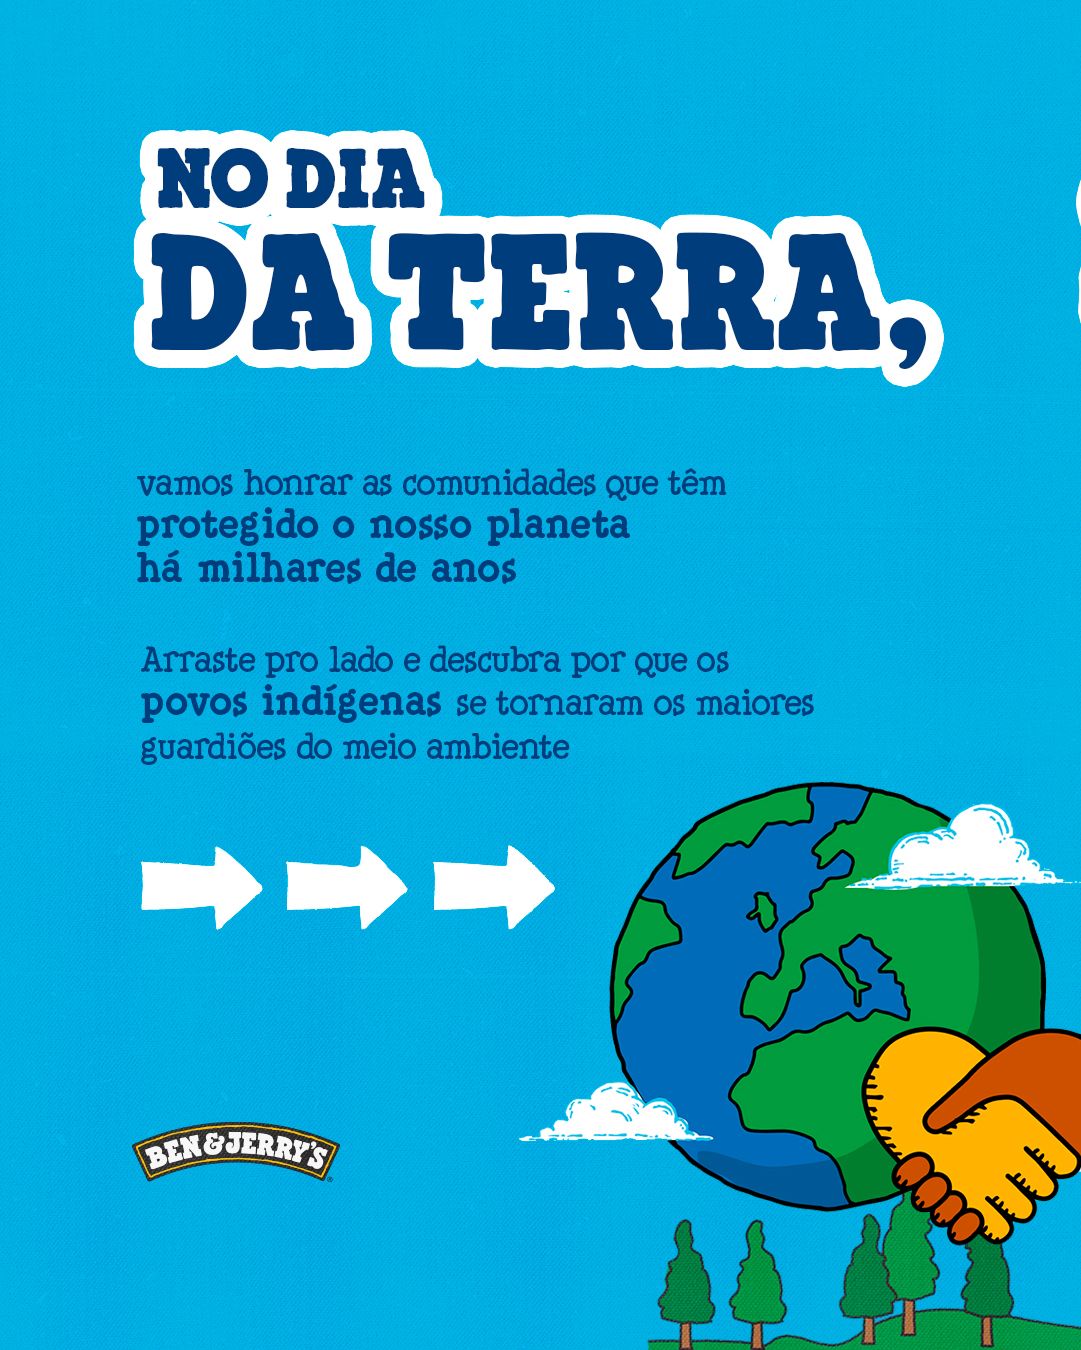 NO DIA
DA TERRA,
vamos honrar as comunidades que têm
protegido o nosso planeta
há milhares de anos
Arraste pro lado e descubra por que os
povos indígenas se tornaram os maiores
guardiões do meio ambiente
BEN & JERRY'S®